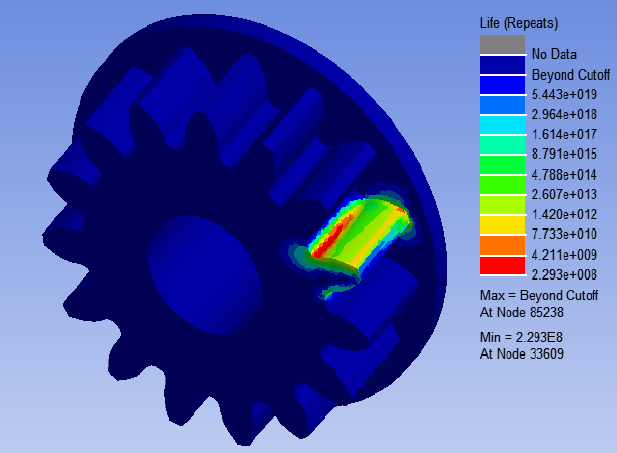 Life (Repeats)
No Data
Beyond Cutoff
5.443e+019
2.964e+018
1.614e+017
8.791e+015
4.788e+014
2.607e+013
1.420e+012
7.733e+010
4.211e+009
2.293e+008
Max = Beyond Cutoff
At Node 85238
Min = 2.293E8
At Node 33609